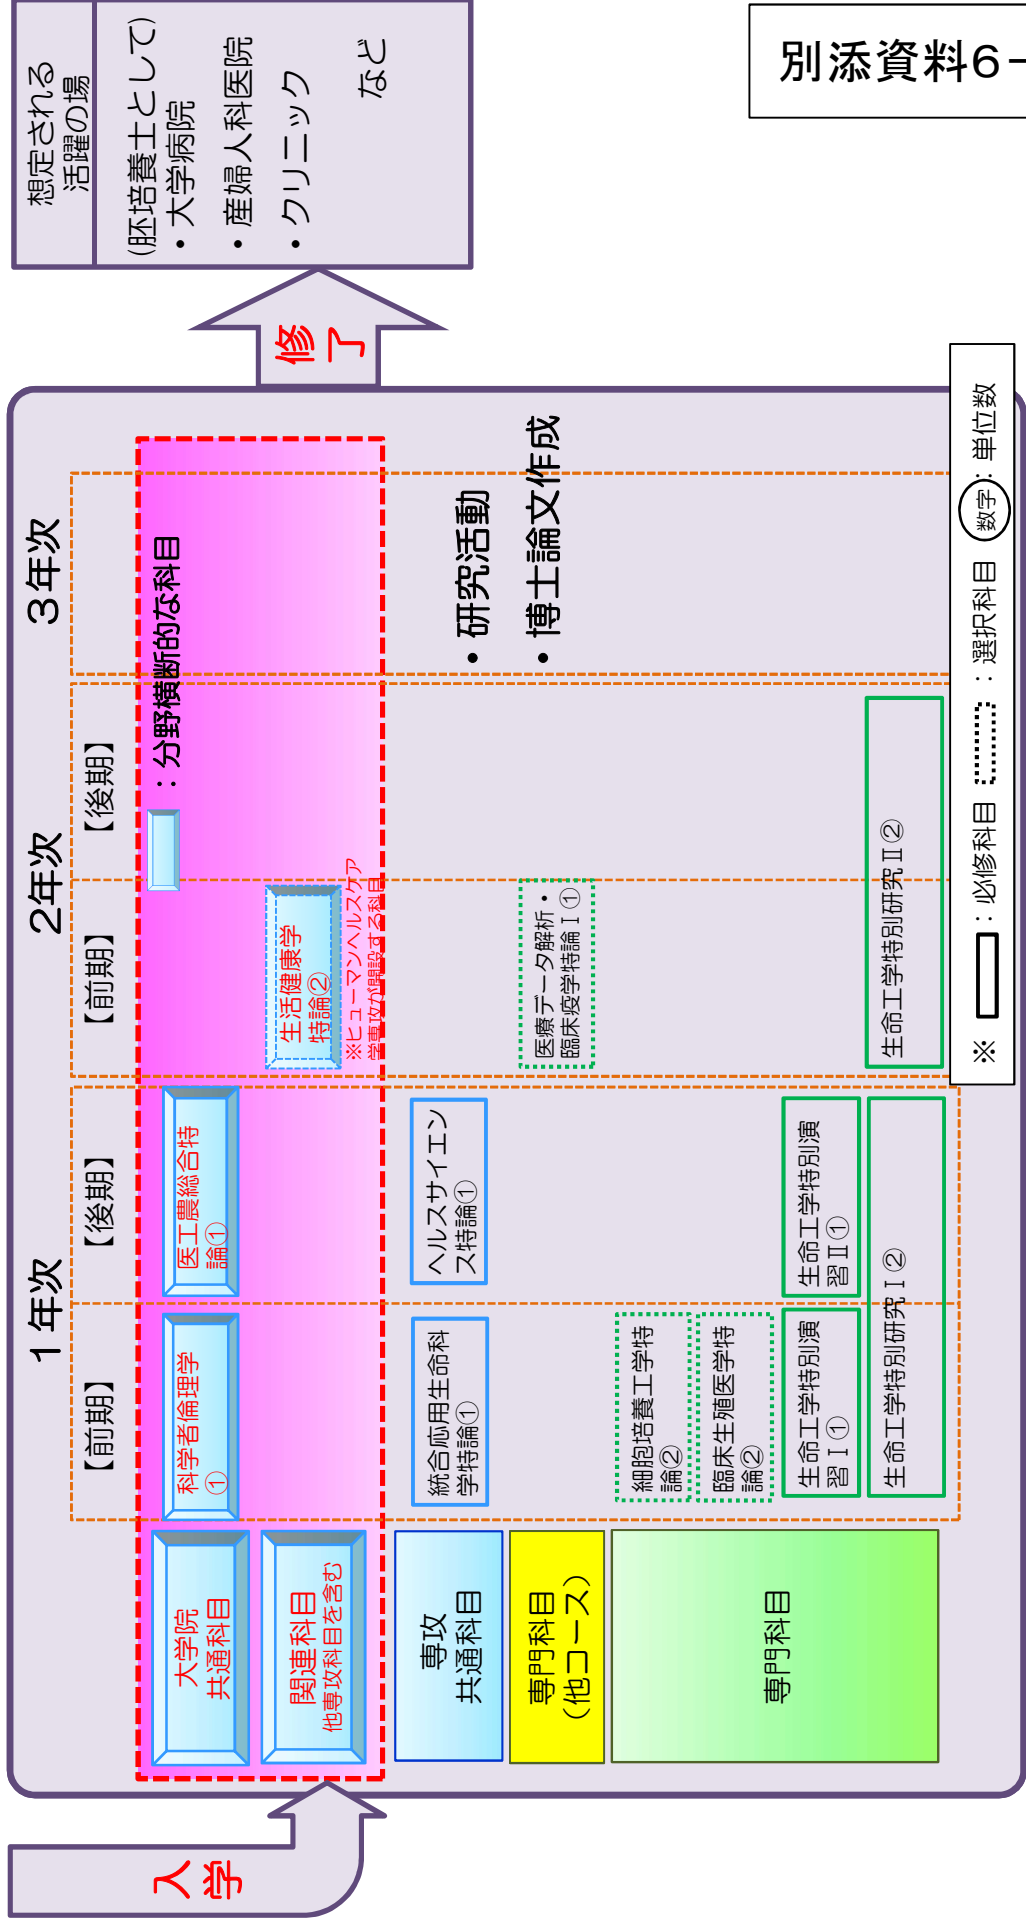 別添資料6-
入
学
1年次
2年次
3年次
【前期】
【後期】
【前期】
【後期】
：分野横断的な科目
大学院
共通科目
科学者倫理学
①
医工農総合特
論①
関連科目
他専攻科目を含む
生活健康学
特論②
※ヒューマンヘルスケア
学専攻が開設する科目
専攻
共通科目
統合応用生命科
学特論①
ヘルスサイエン
ス特論①
専門科目
(他コース)
医療データ解析・
臨床疫学特論Ⅰ①
専門科目
細胞培養工学特
論②
臨床生殖医学特
論②
生命工学特別演
習Ⅰ①
生命工学特別演
習Ⅱ①
生命工学特別研究Ⅰ②
生命工学特別研究Ⅱ②
・研究活動
・博士論文作成
※ ：必修科目 ：選択科目 数字：単位数
修
了
想定される
活躍の場
(胚培養士として)
・大学病院
・産婦人科医院
・クリニック
など